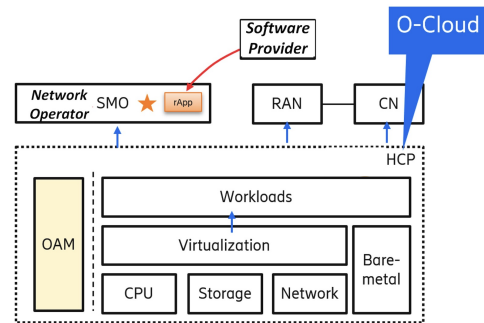 Software
Provider
O-Cloud
Network
Operator
SMO
rApp
RAN
CN
HCP
OAM
Workloads
Virtualization
Bare-
metal
CPU
Storage
Network